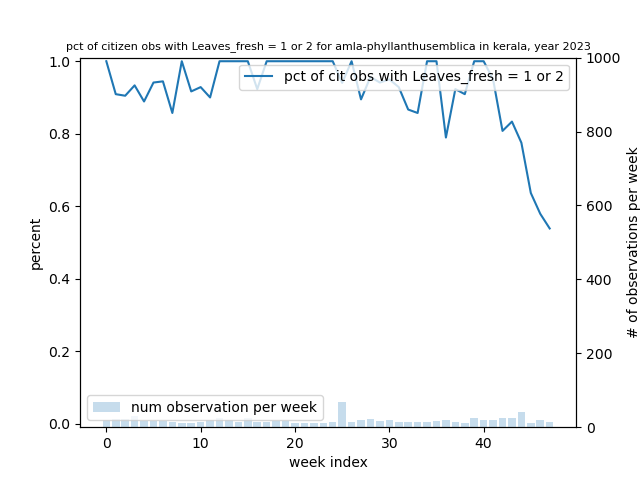 pct of citizen obs with Leaves_fresh = 1 or 2 for amla-phyllanthusemblica in kerala, year 2023
pct of cit obs with Leaves_fresh = 1 or 2
num observation per week
percent
# of observations per week
week index
1.0
0.8
0.6
0.4
0.2
0.0
1000
800
600
400
200
0
0
10
20
30
40